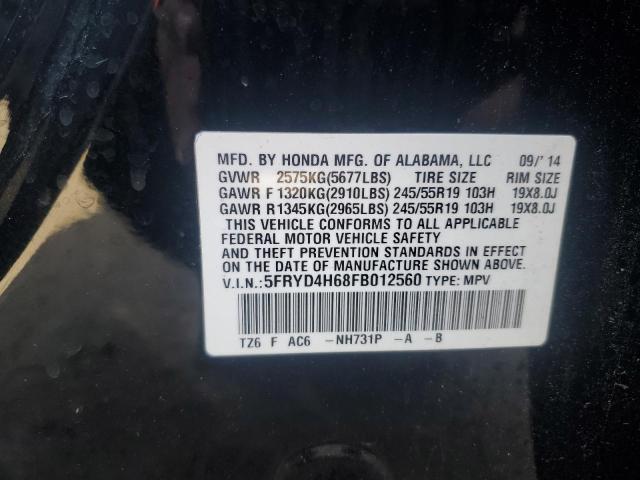 MFD. BY HONDA MFG. OF ALABAMA, LLC 09/'14
GVWR 2575KG(5677LBS) TIRE SIZE RIM SIZE
GAWR F 1320KG(2910LBS) 245/55R19 103H 19X8.0J
GAWR R1345KG(2965LBS) 245/55R19 103H 19X8.0J
THIS VEHICLE CONFORMS TO ALL APPLICABLE
FEDERAL MOTOR VEHICLE SAFETY
AND THEFT PREVENTION STANDARDS IN EFFECT
ON THE DATE OF MANUFACTURE SHOWN ABOVE.
V.I.N.:5FRYD4H68FB012560 TYPE: MPV
TZ6 F AC6 -NH731P -A -B